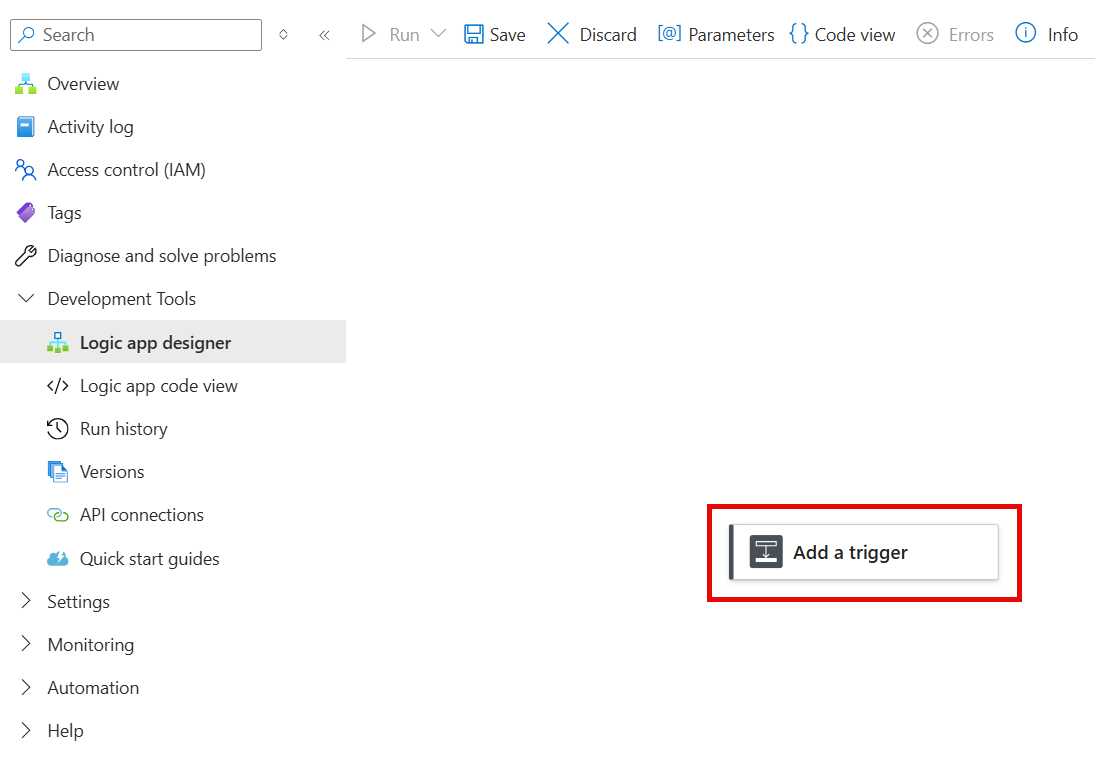 Search
Run
Save
Discard
[@] Parameters
{} Code view
Errors
Info
Overview
Activity log
Access control (IAM)
Tags
Diagnose and solve problems
Development Tools
Logic app designer
Logic app code view
Run history
Versions
API connections
Quick start guides
Settings
Monitoring
Automation
Help
Add a trigger